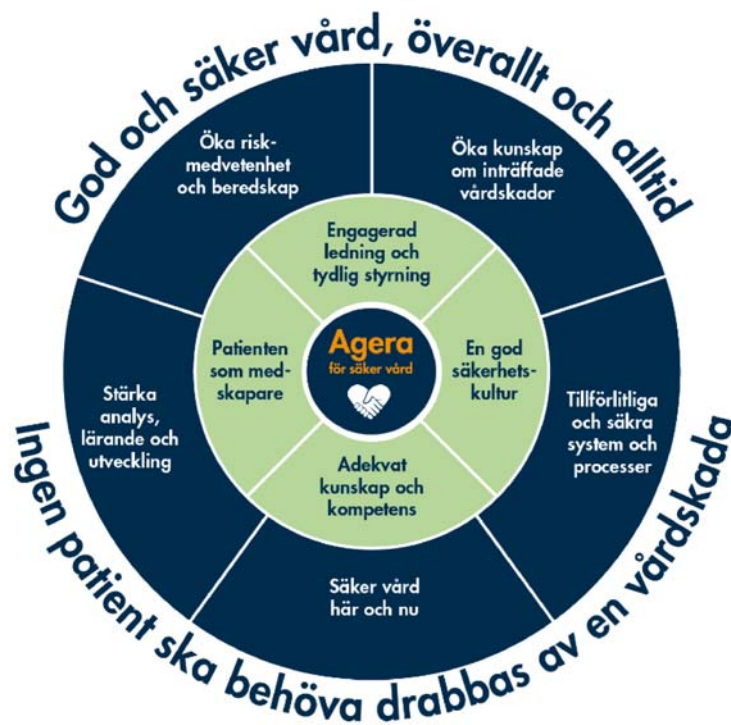 God och säker vård, överallt och alltid
Öka risk-
medvetenhet
och beredskap
Öka kunskap
om inträffade
vårdskador
Engagerad
ledning och
tydlig styrning
Patienten
som med-
skapare
Agera
för säker vård
En god
säkerhets-
kultur
Stärka
analys,
lärande och
utveckling
Tillförlitliga
och säkra
system och
processer
Adekvat
kunskap och
kompetens
Säker vård
här och nu
Ingen patient ska behöva drabbas av en vårdskada